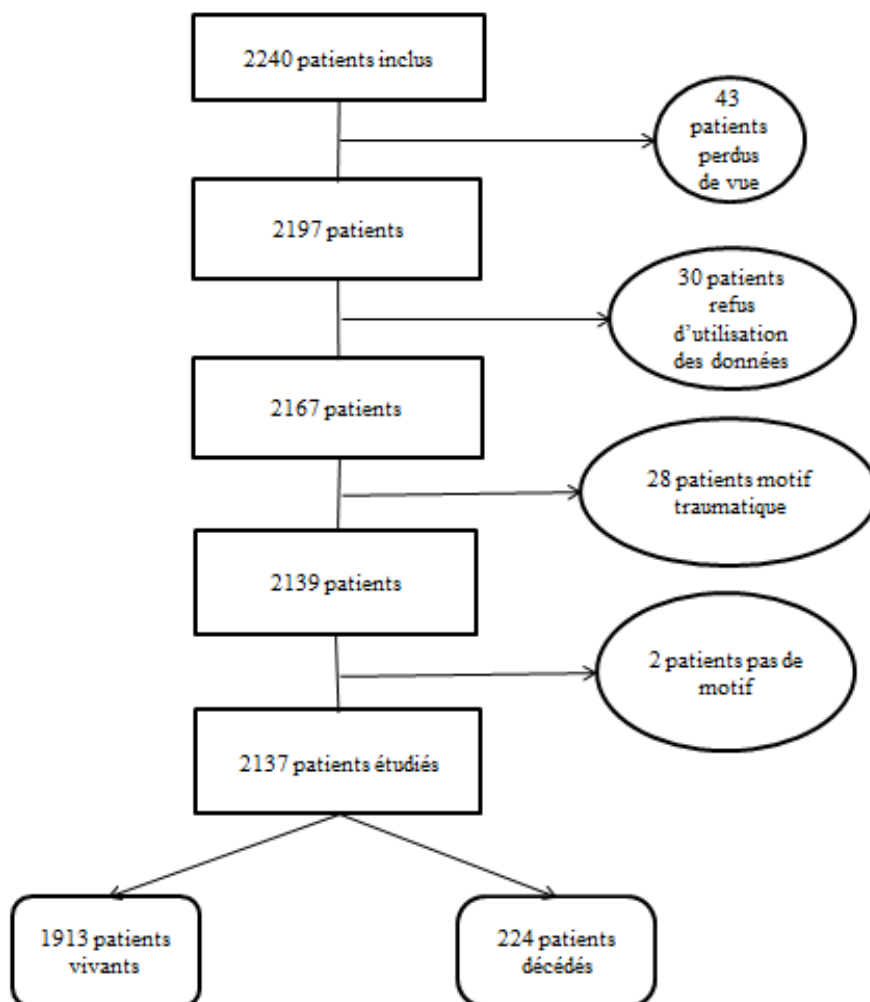 2240 patients inclus
43
patients
perdus
de vue
2197 patients
30 patients
refus
d'utilisation
des données
2167 patients
28 patients motif
traumatique
2139 patients
2 patients pas de
motif
2137 patients étudiés
1913 patients
vivants
224 patients
décédés